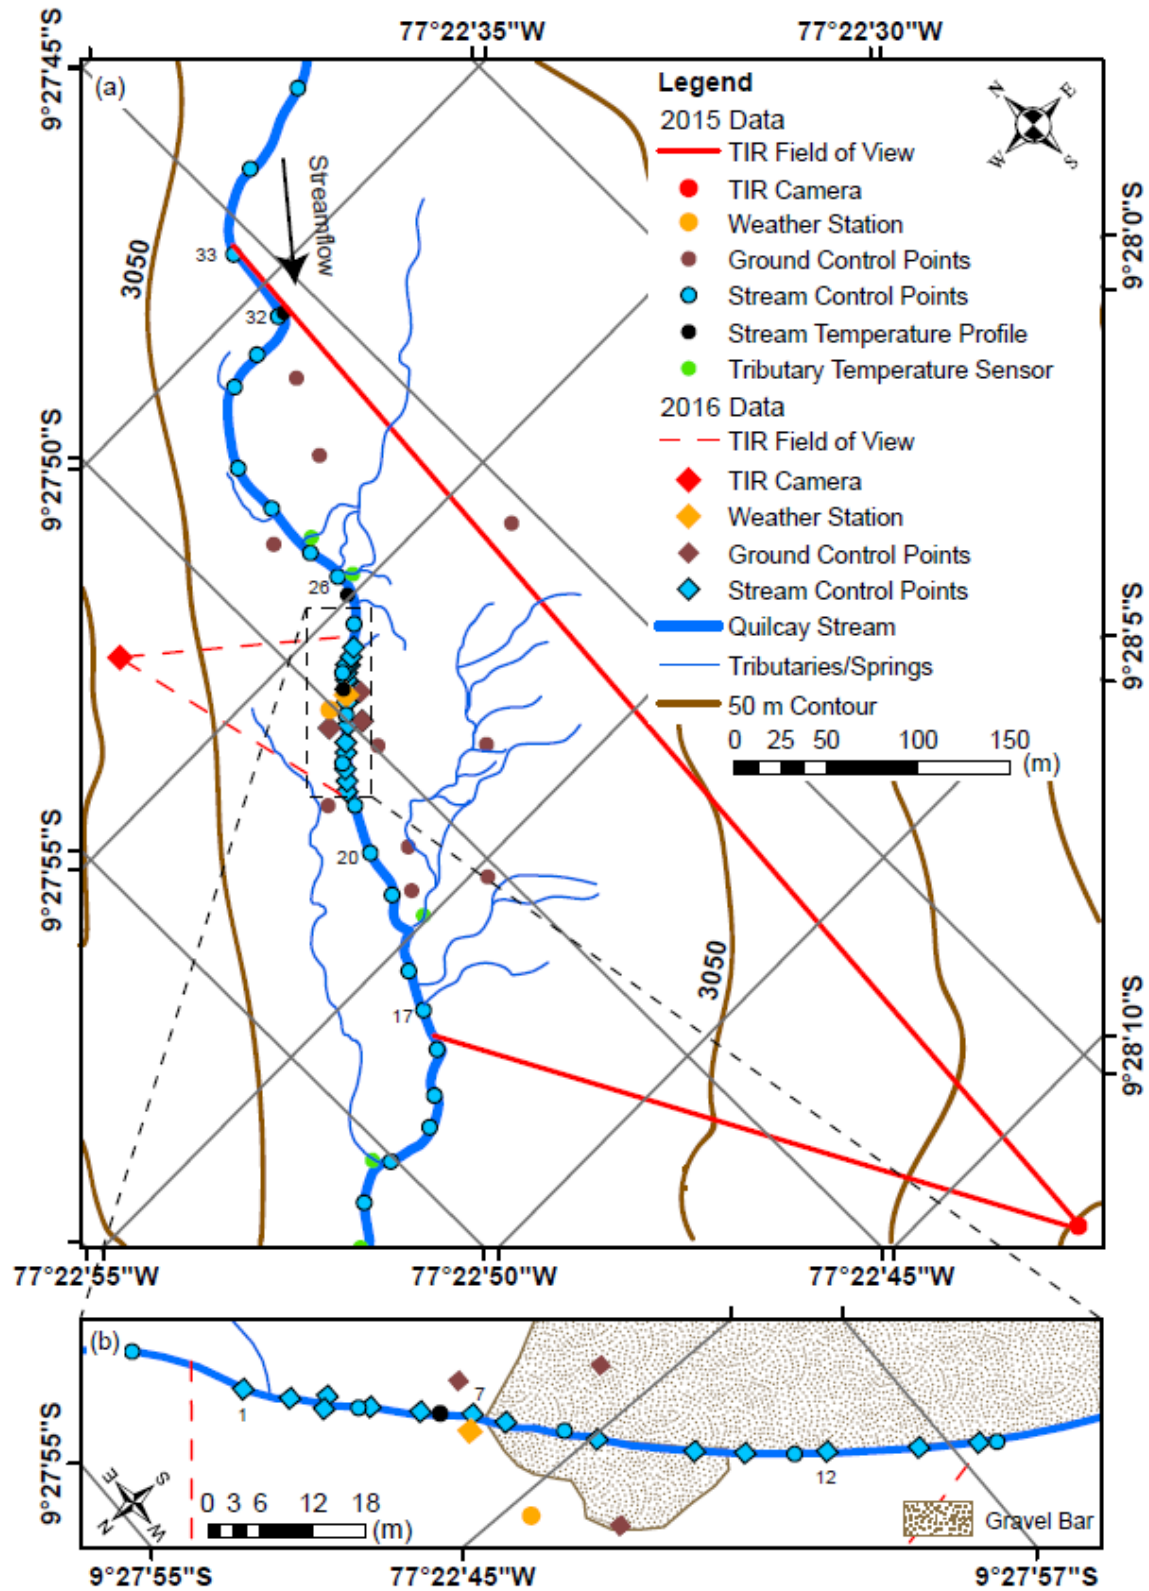 77°22'35"W
77°22'30"W
9°27'45"S
(a)
Legend
2015 Data
TIR Field of View
TIR Camera
Weather Station
Ground Control Points
Stream Control Points
Stream Temperature Profile
Tributary Temperature Sensor
2016 Data
TIR Field of View
TIR Camera
Weather Station
Ground Control Points
Stream Control Points
Quilcay Stream
Tributaries/Springs
50 m Contour
0 25 50 100 150
(m)
N
E
W
S
Streamflow
3050
33
32
26
20
17
3050
9°28'0"S
9°28'5"S
9°28'10"S
9°27'50"S
9°27'55"S
77°22'55"W
77°22'50"W
77°22'45"W
(b)
1
7
12
E
S
N
W
0 3 6 12 18
(m)
Gravel Bar
9°27'55"S
9°27'55"S
77°22'45"W
9°27'57"S